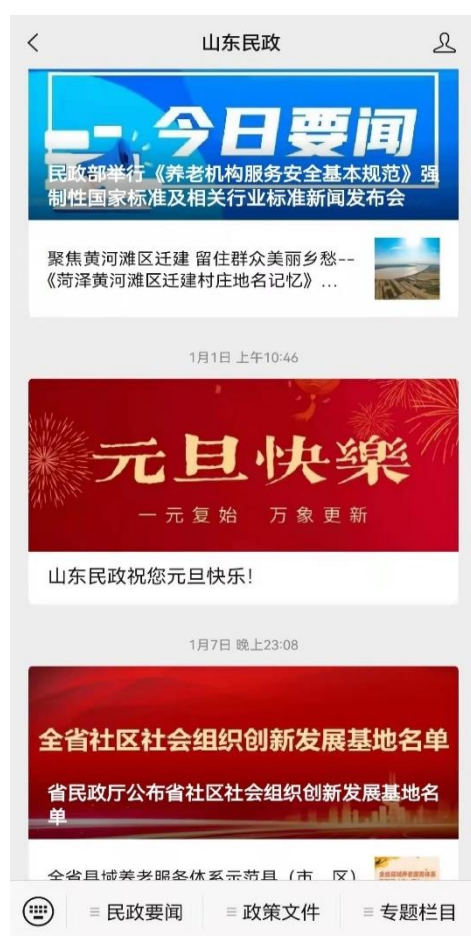 山东民政
今日要闻
民政部举行《养老机构服务安全基本规范》强
制性国家标准及相关行业标准新闻发布会
聚焦黄河滩区迁建 留住群众美丽乡愁--
《菏泽黄河滩区迁建村庄地名记忆》...
1月1日 上午10:46
元旦快樂
一元复始 万象更新
山东民政祝您元旦快乐!
1月7日 晚上23:08
全省社区社会组织创新发展基地名单
省民政厅公布省社区社会组织创新发展基地名
单
全省县域养老服务体系示范县（市、区）
民政要闻
政策文件
专题栏目